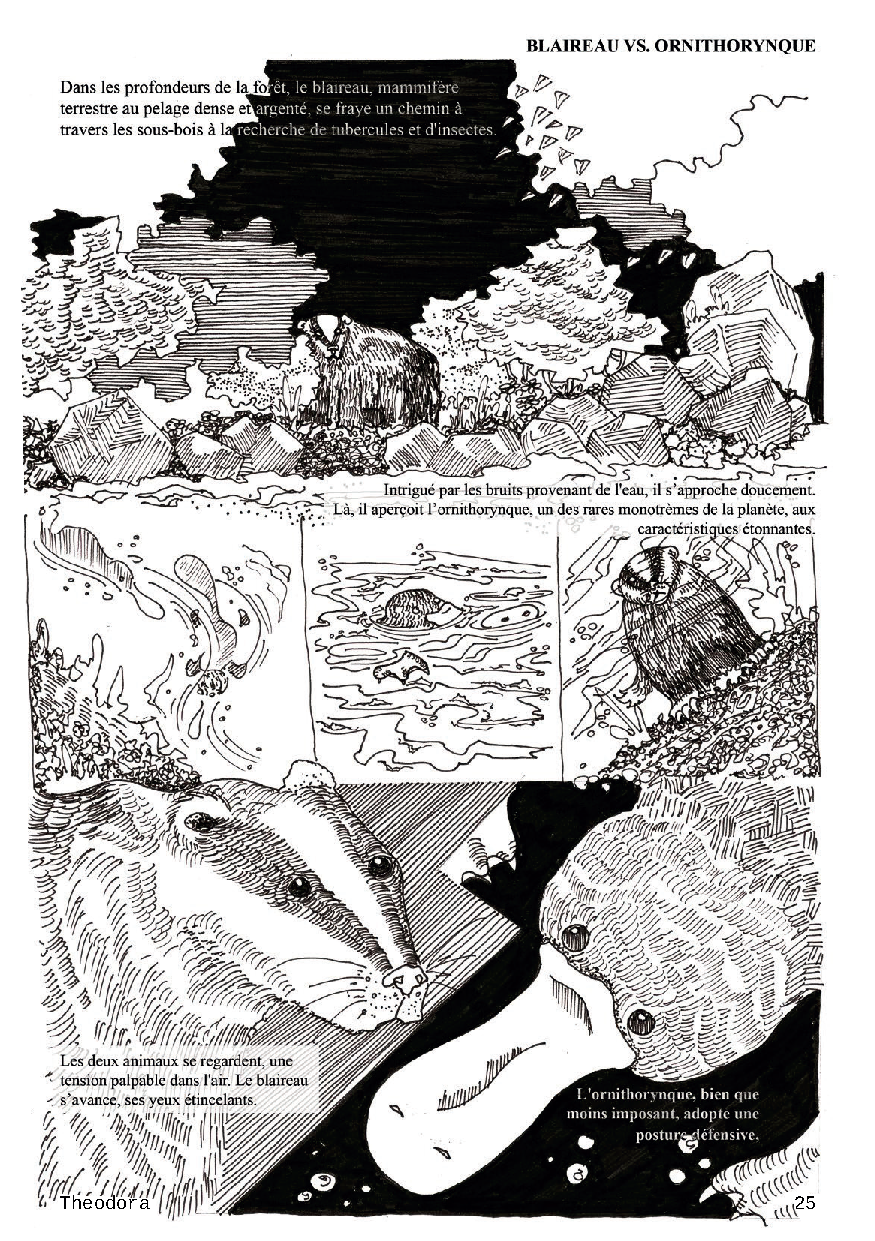 BLAIREAU VS. ORNITHORYNQUE
Dans les profondeurs de la forêt, le blaireau, mammifère
terrestre au pelage dense et argenté, se fraye un chemin à
travers les sous-bois à la recherche de tubercules et d'insectes.
Intrigué par les bruits provenant de l'eau, il s’approche doucement.
Là, il aperçoit l’ornithorynque, un des rares monotrèmes de la planète, aux
caractéristiques étonnantes.
Les deux animaux se regardent, une
tension palpable dans l'air. Le blaireau
s’avance, ses yeux étincelants.
L'ornithorynque, bien que
moins imposant, adopte une
posture défensive.
Théodora
25